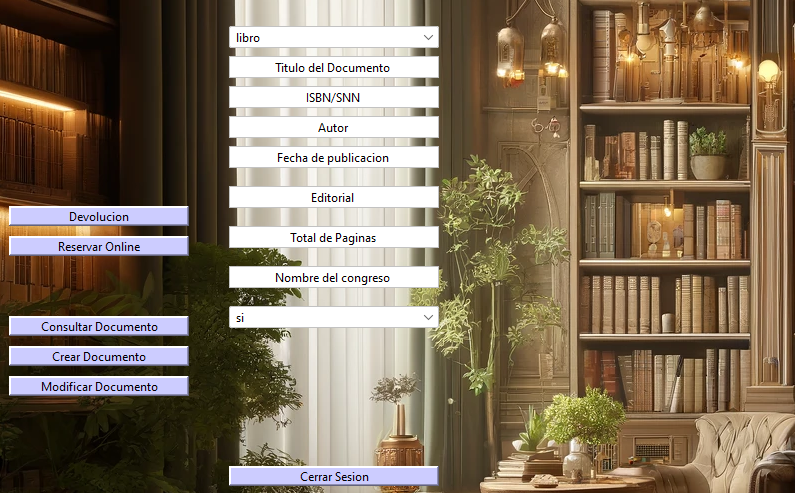 libro
Titulo del Documento
ISBN/SNN
Autor
Fecha de publicacion
Editorial
Total de Paginas
Nombre del congreso
si
Devolucion
Reservar Online
Consultar Documento
Crear Documento
Modificar Documento
Cerrar Sesion